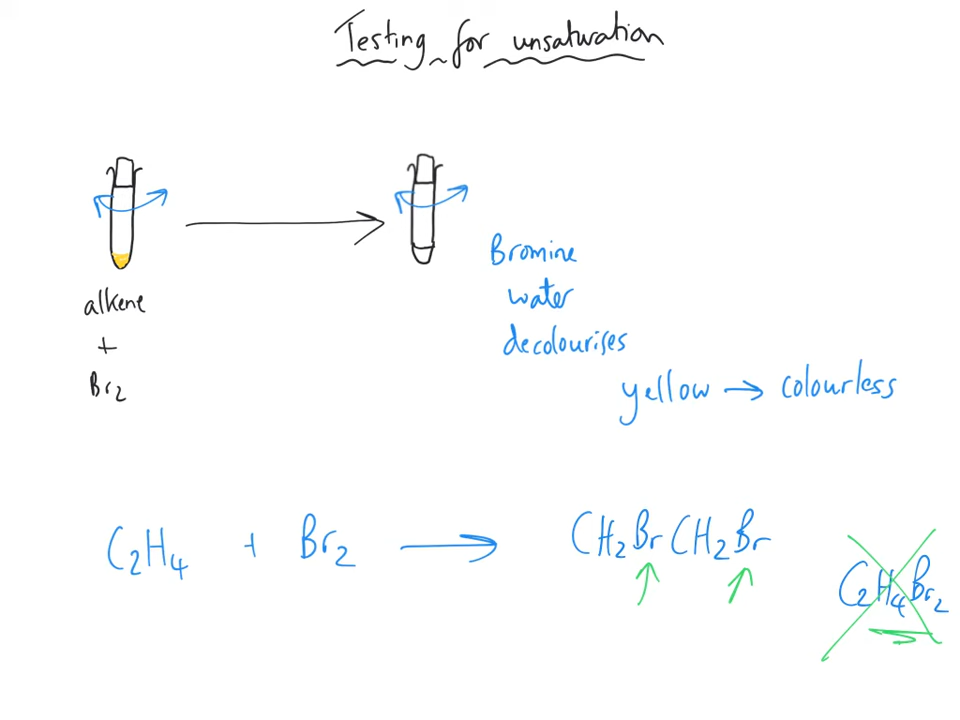 Testing for unsaturation
alkene
+
Br2
Bromine
water
decolourises
yellow → colourless
C2H4 + Br2 → CH2BrCH2Br
C2H4Br2